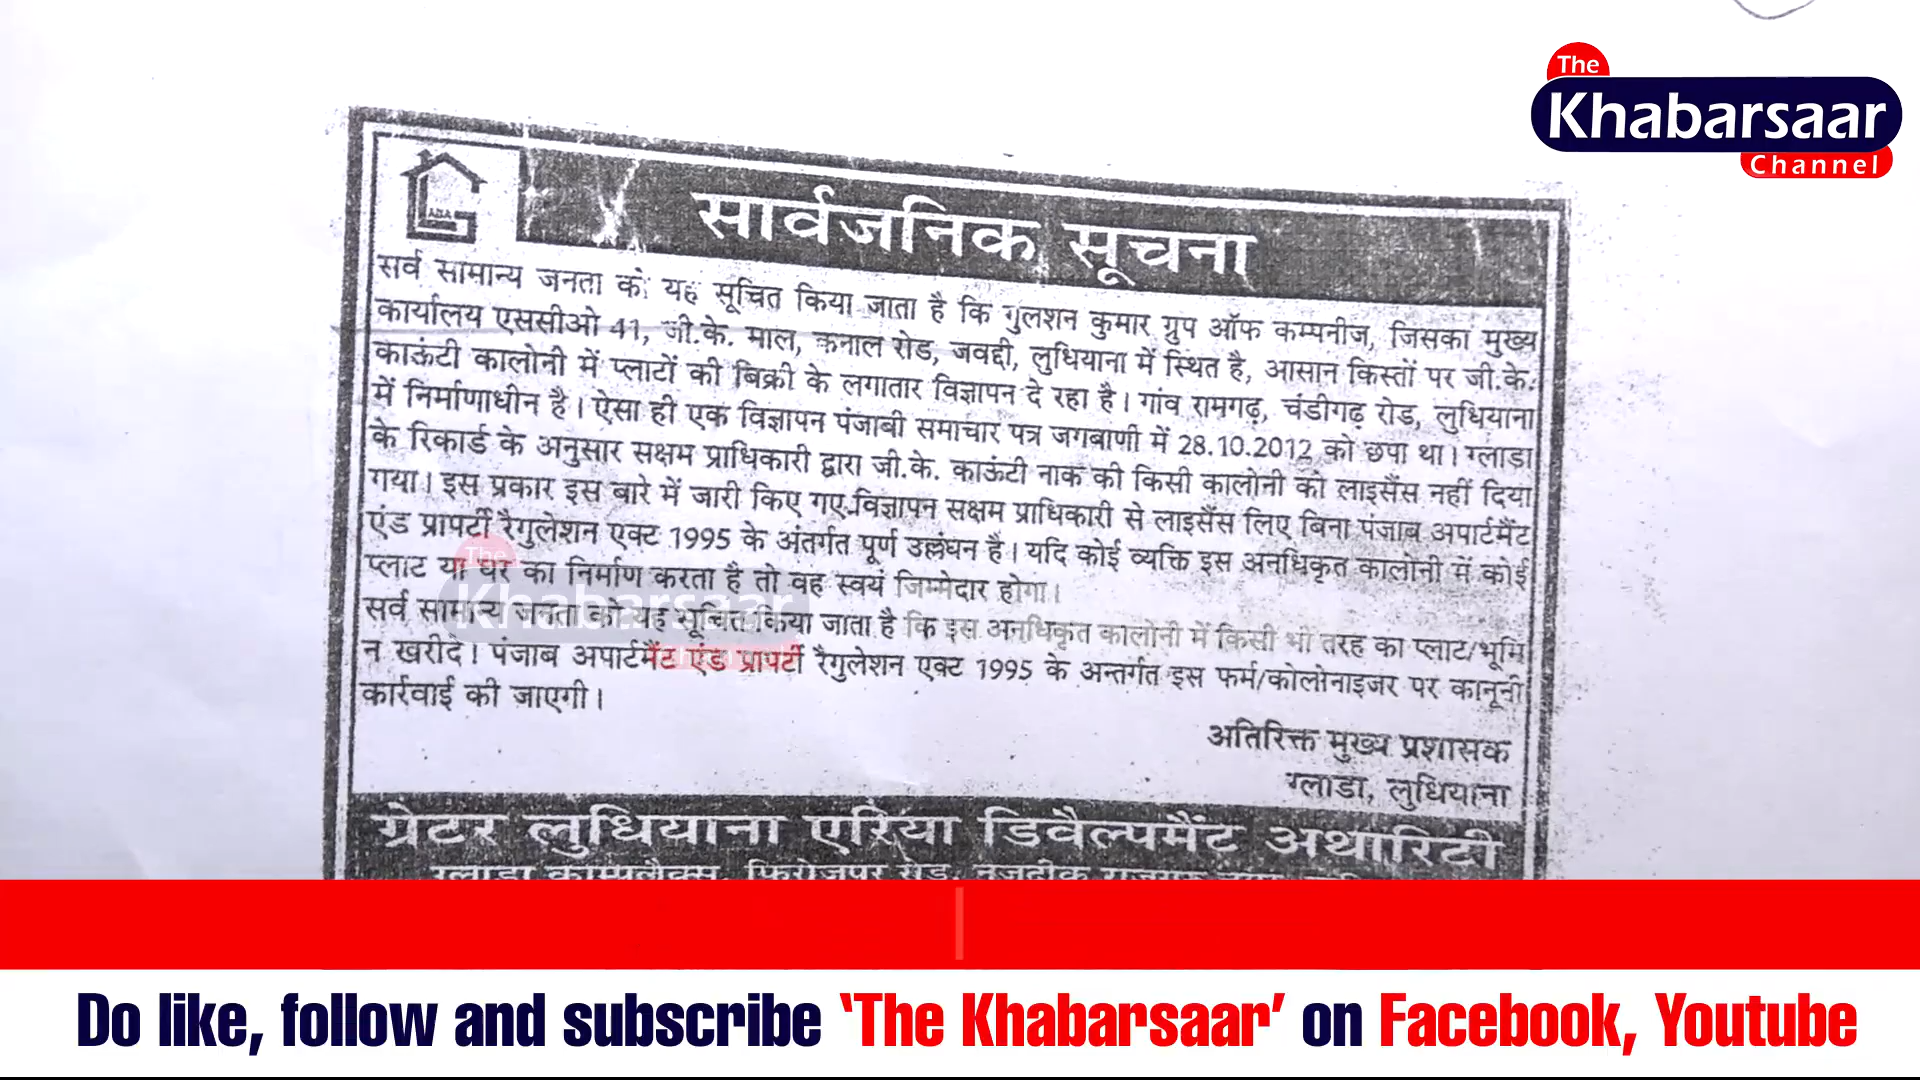 The
Khabarsaar
Channel
सार्वजनिक सूचना
सर्व सामान्य जनता को यह सूचित किया जाता है कि गुलशन कुमार ग्रुप ऑफ कम्पनीज, जिसका मुख्य
कार्यालय एससीओ 41, जी.के. माल, कनाल रोड, जवद्दी, लुधियाना में स्थित है, आसान किस्तों पर जी.के.
काऊंटी कालोनी में प्लाटों की बिक्री के लगातार विज्ञापन दे रहा है। गांव रामगढ़, चंडीगढ़ रोड, लुधियाना
में निर्माणाधीन है। ऐसा ही एक विज्ञापन पंजाबी समाचार पत्र जगबाणी में 28.10.2012 को छपा था। ग्लाडा
के रिकार्ड के अनुसार सक्षम प्राधिकारी द्वारा जी.के. काऊंटी नाक की किसी कालोनी को लाइसैंस नहीं दिया
गया। इस प्रकार इस बारे में जारी किए गए विज्ञापन सक्षम प्राधिकारी से लाइसैंस लिए बिना पंजाब अपार्टमैंट
एंड प्रापर्टी रैगुलेशन एक्ट 1995 के अंतर्गत पूर्ण उल्लंघन है। यदि कोई व्यक्ति इस अनधिकृत कालोनी में कोई
प्लाट या घर का निर्माण करता है तो वह स्वयं जिम्मेदार होगा।
सर्व सामान्य जनता को यह सूचित किया जाता है कि इस अनधिकृत कालोनी में किसी भी तरह का प्लाट/भूमि
न खरीदें। पंजाब अपार्टमैंट एंड प्रापर्टी रैगुलेशन एक्ट 1995 के अन्तर्गत इस फर्म/कोलोनाइजर पर कानूनी
कार्रवाई की जाएगी।
The
Khabarsaar
अतिरिक्त मुख्य प्रशासक
ग्लाडा, लुधियाना
ग्रेटर लुधियाना एरिया डिवैल्पमैंट अथारिटी
ग्लाडा काम्पलैक्स, फिरोजपुर रोड, नजदीक
Do like, follow and subscribe ‘The Khabarsaar’ on Facebook, Youtube